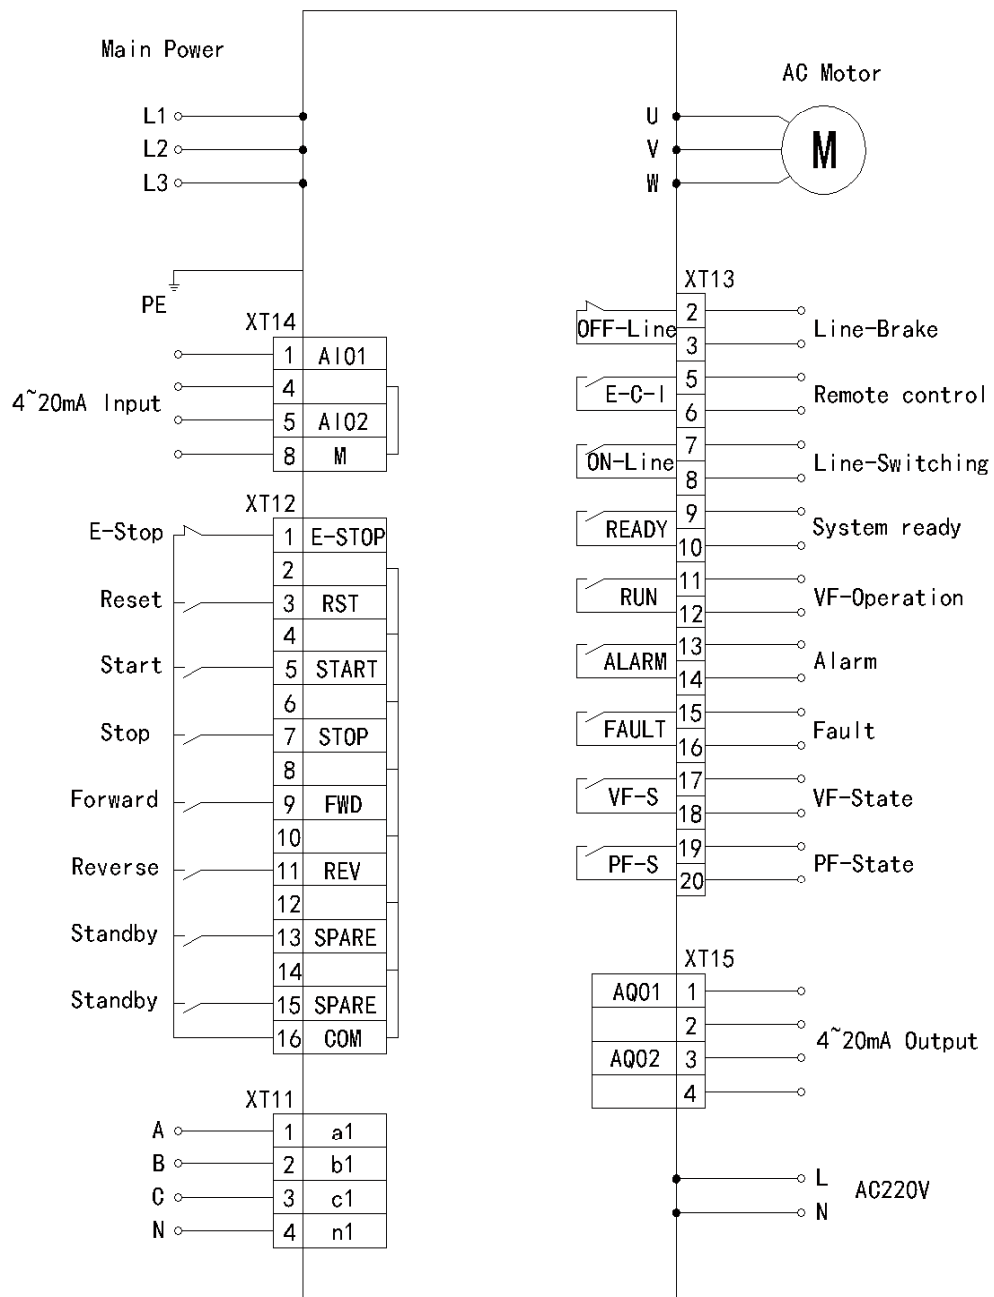 Main Power
AC Motor
L1
L2
L3
U
V
W
M
PE
XT14
1 AI01
4
5 AI02
8 M
4~20mA Input
XT12
E-Stop 1 E-STOP
2
Reset 3 RST
4
Start 5 START
6
Stop 7 STOP
8
Forward 9 FWD
10
Reverse 11 REV
12
Standby 13 SPARE
14
Standby 15 SPARE
16 COM
XT11
A 1 a1
B 2 b1
C 3 c1
N 4 n1
XT13
2
OFF-Line Line-Brake
3
5
E-C-I Remote control
6
7
ON-Line Line-Switching
8
9
READY System ready
10
11
RUN VF-Operation
12
13
ALARM Alarm
14
15
FAULT Fault
16
17
VF-S VF-State
18
19
PF-S PF-State
20
XT15
AQ01 1
2
4~20mA Output
AQ02 3
4
L
AC220V
N